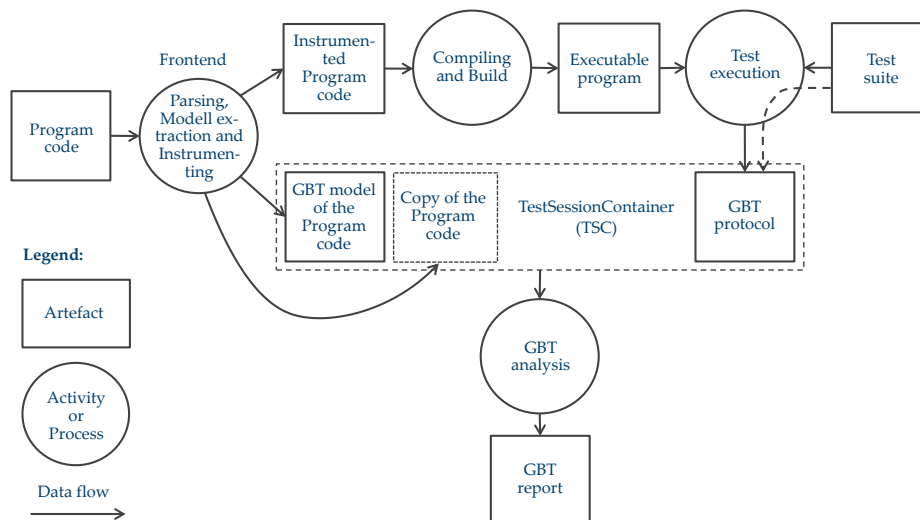 Frontend
Program
code
Parsing,
Modell ex-
traction and
Instrumen-
ting
Instrumen-
ted
Program
code
Compiling
and Build
Executable
program
Test
execution
Test
suite
GBT model
of the
Program
code
Copy of the
Program
code
TestSessionContainer
(TSC)
GBT
protocol
GBT
analysis
GBT
report
Legend:
Artefact
Activity
or
Process
Data flow